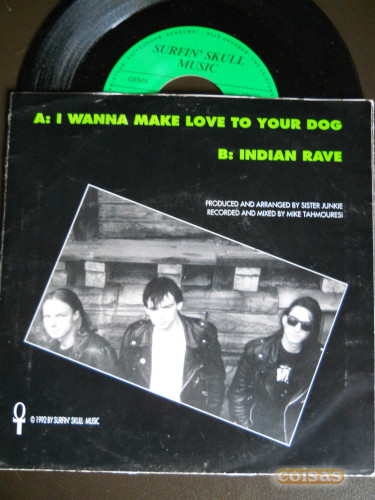 SURFIN' SKULL
MUSIC
GEMA
A: I WANNA MAKE LOVE TO YOUR DOG
B: INDIAN RAVE
PRODUCED AND ARRANGED BY SISTER JUNKIE
RECORDED AND MIXED BY MIKE TAHMOURESI
© 1992 BY SURFIN' SKULL MUSIC
coisas